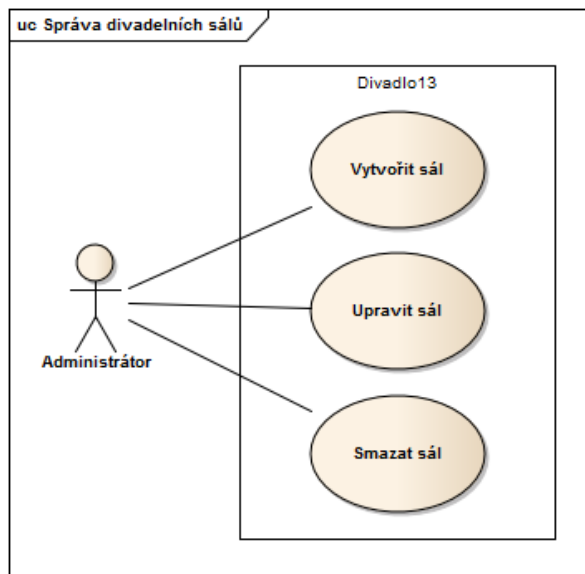 uc Správa divadelních sálů
Divadlo13
Vytvořit sál
Upravit sál
Administrátor
Smazat sál